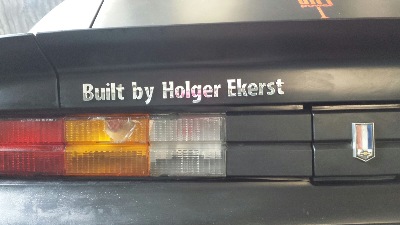 Built by Holger Ekerst